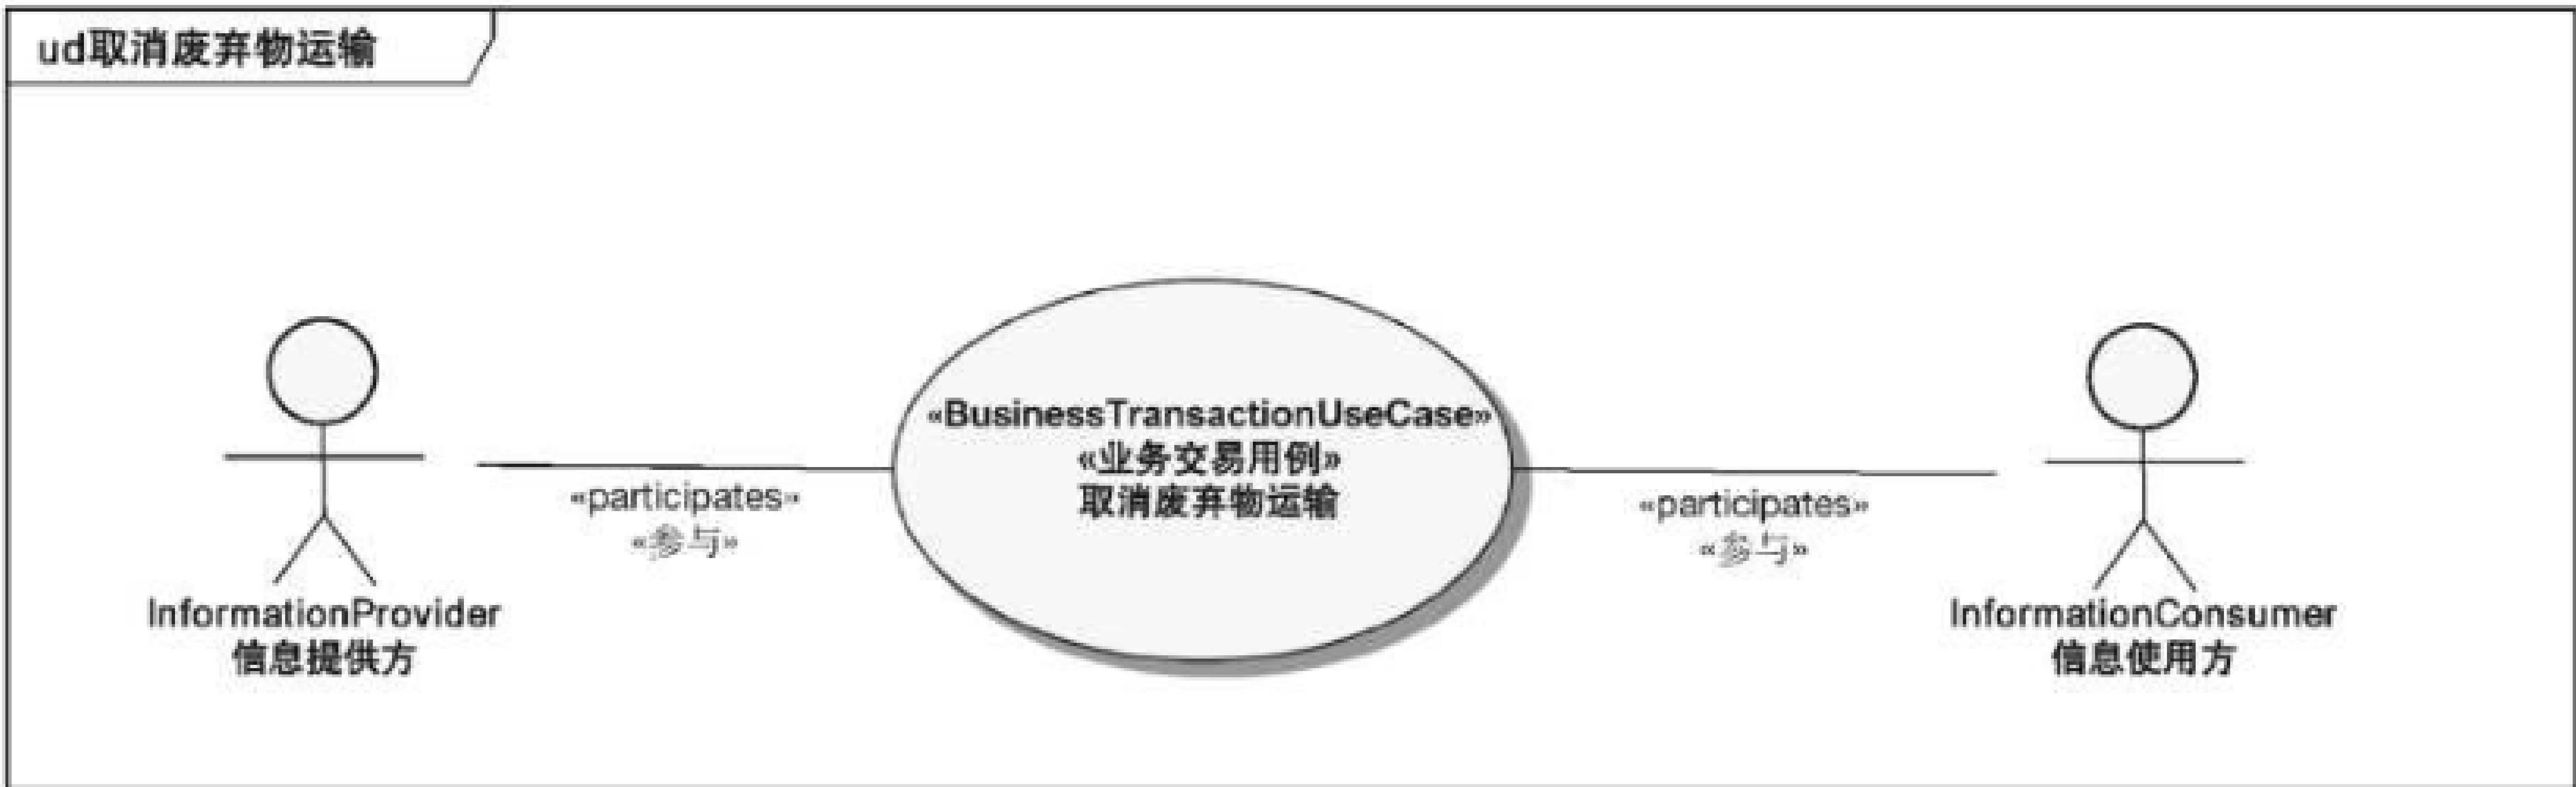 ud取消废弃物运输
«BusinessTransactionUseCase»
«业务交易用例»
取消废弃物运输
«participates»
«参与»
«participates»
«参与»
InformationProvider
信息提供方
InformationConsumer
信息使用方